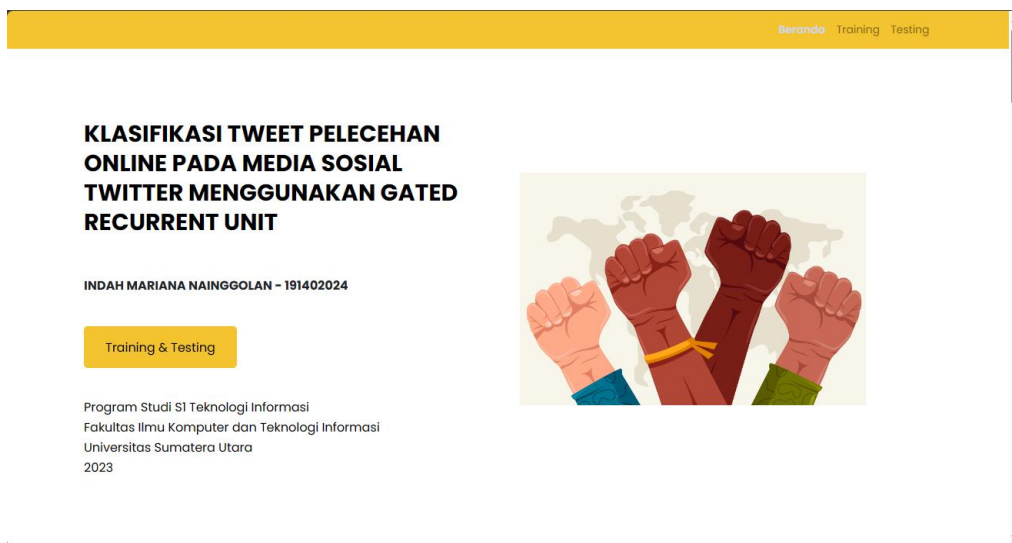 Beranda Training Testing
KLASIFIKASI TWEET PELECEHAN
ONLINE PADA MEDIA SOSIAL
TWITTER MENGGUNAKAN GATED
RECURRENT UNIT
INDAH MARIANA NAINGGOLAN - 191402024
Training & Testing
Program Studi S1 Teknologi Informasi
Fakultas Ilmu Komputer dan Teknologi Informasi
Universitas Sumatera Utara
2023